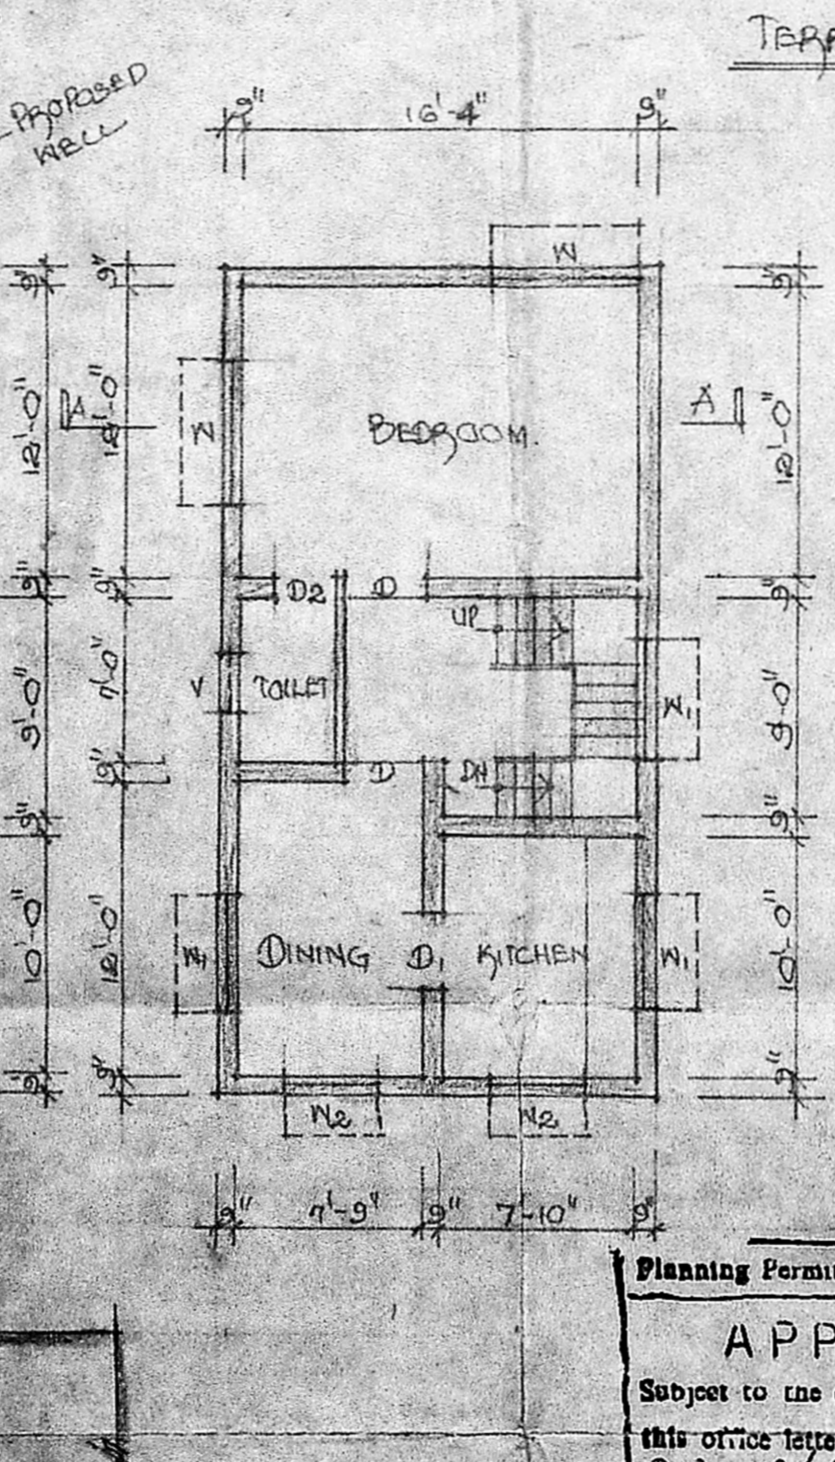 TERR
PROPOSED
WELL
9" 16'-4" 9"
W
9" 9" 9"
12'-0" A 12'-0" W BEDROOM. A 12'-0"
9" 9" D2 D 9"
UP
9'-0" 7'-0" V TOILET W1 9'-0"
9" D DN
9" 9"
10'-0" 12'-0" W1 DINING D1 KITCHEN W1 10'-0"
9" 9" 9"
W2 W2
9" 7'-9" 9" 7'-10" 9"
Planning Permi
APP
Subject to the
this office lette